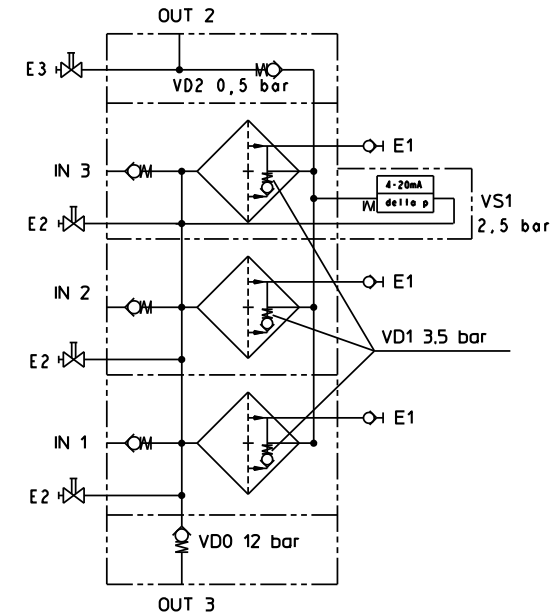 OUT 2
E3
VD2 0,5 bar
E1
IN 3
4-20mA
delta p
VS1
2,5 bar
E2
E1
IN 2
VD1 3.5 bar
E2
E1
IN 1
E2
VD0 12 bar
OUT 3